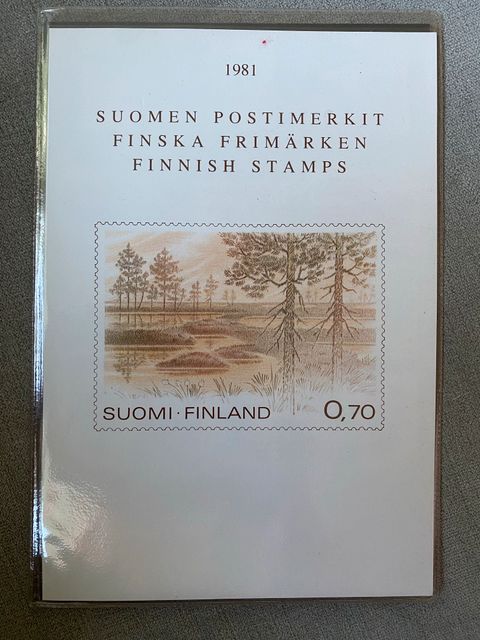 1981
SUOMEN POSTIMERKIT
FINSKA FRIMÄRKEN
FINNISH STAMPS
SUOMI·FINLAND 0,70